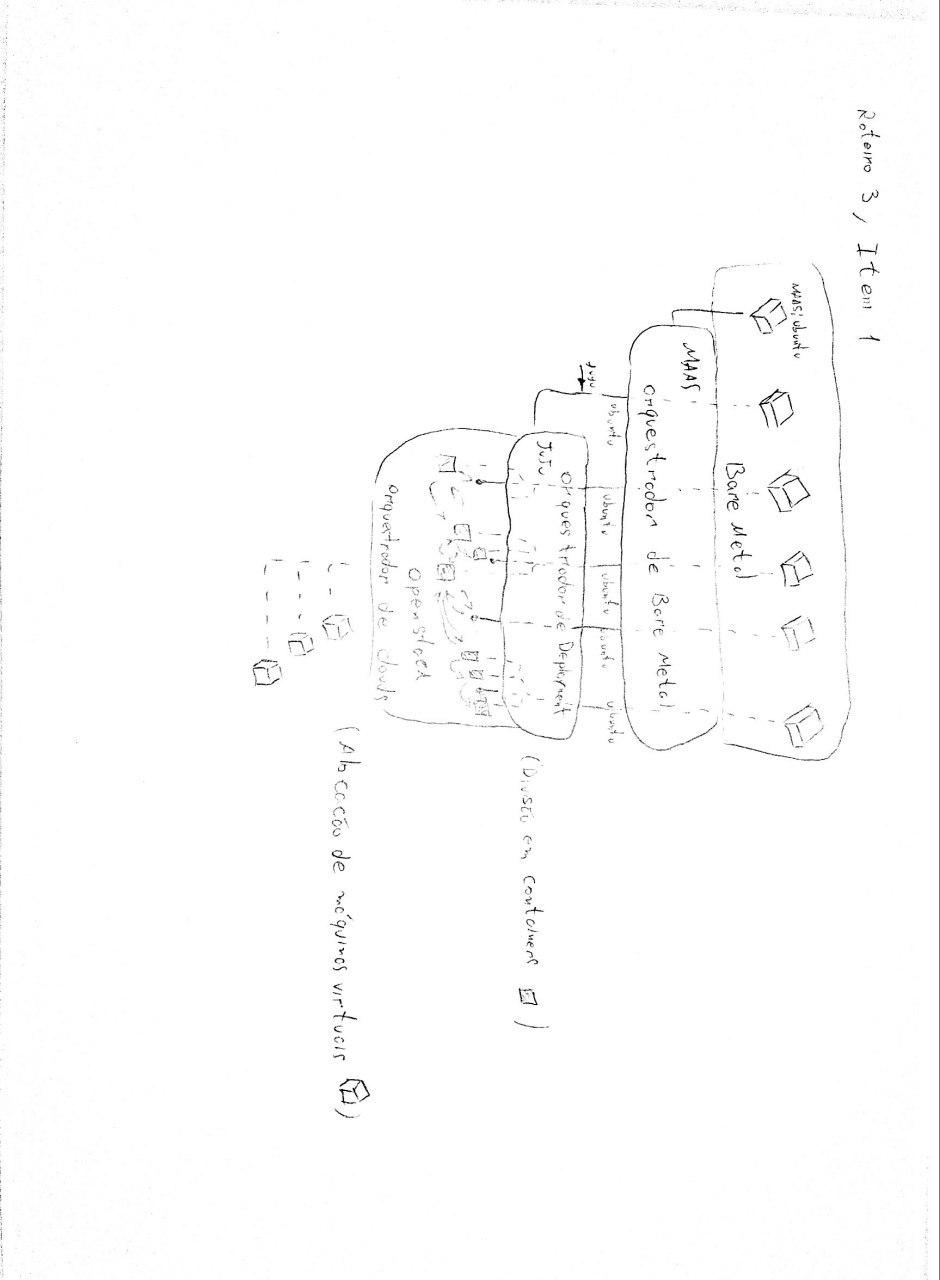 Roteiro 3, Item 1
MAAS: Ubuntu
Bare Metal
MAAS
Orquestrador de Bare Metal
Ubuntu
Ubuntu
Ubuntu
Ubuntu
Ubuntu
JuJu
JuJu
Orquestrador de Deployment
(Divisão em containers
)
Openstack
Orquestrador de clouds
(Alocação de máquinas virtuais
)